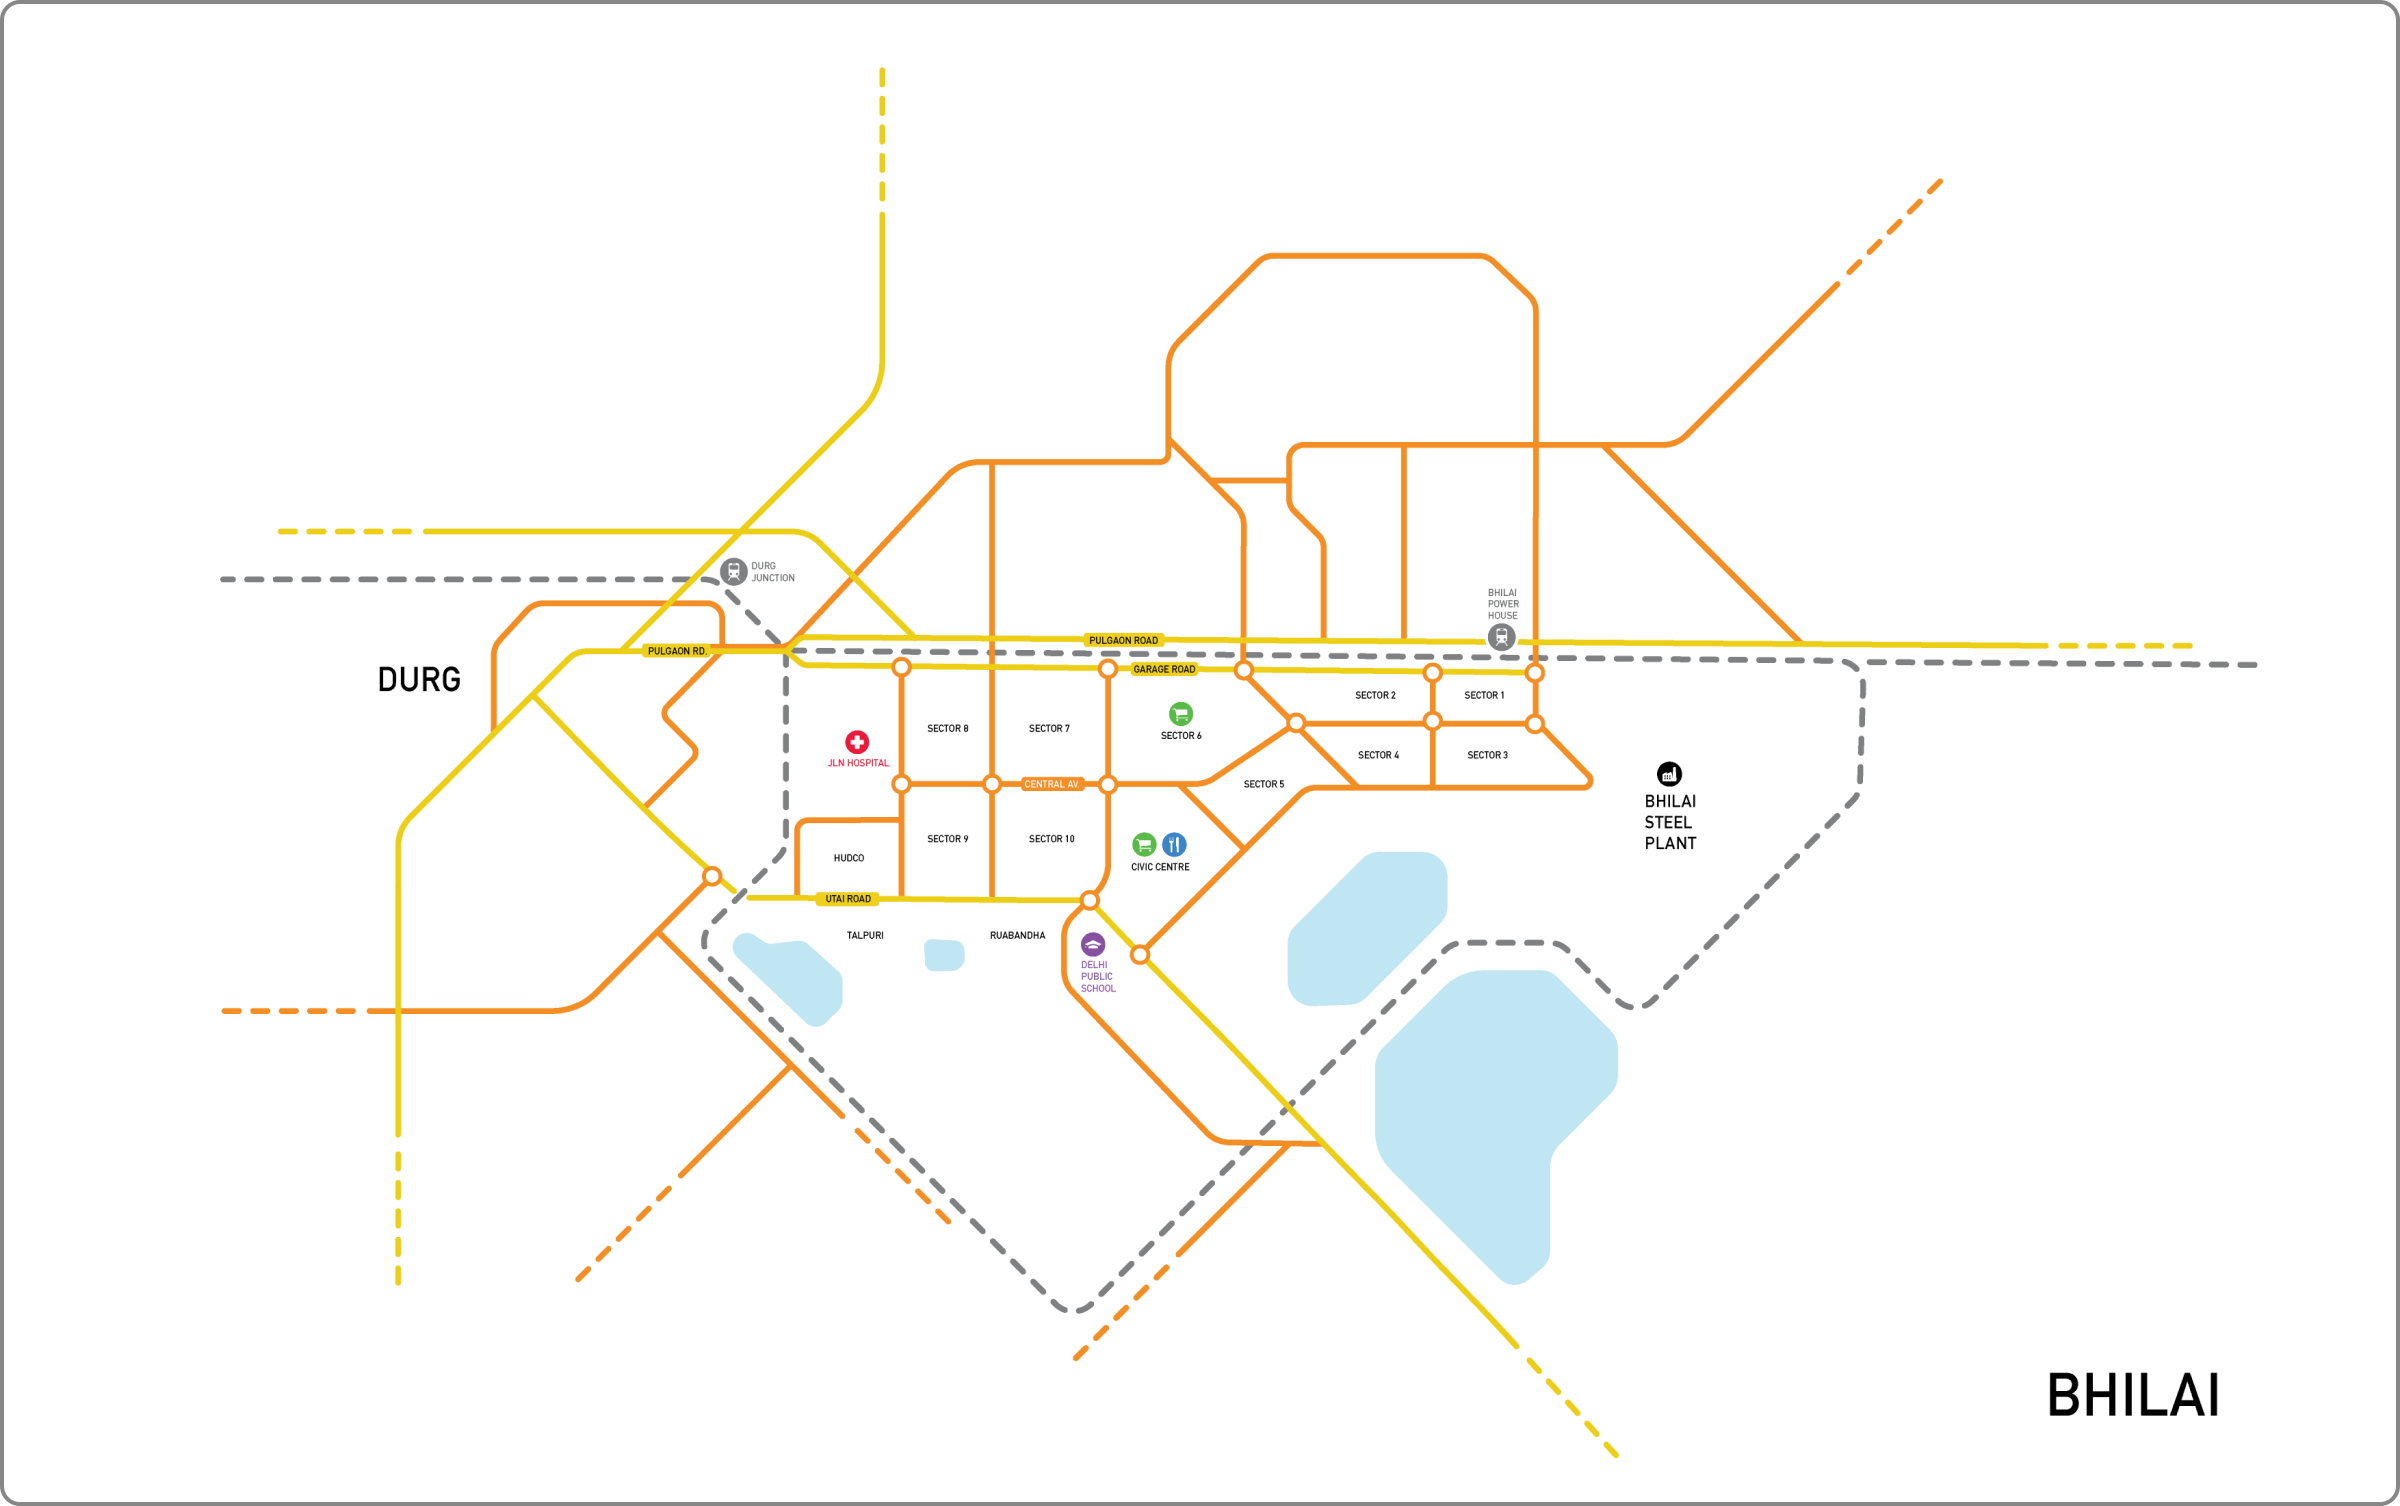 DURG
JUNCTION
BHILAI
POWER
HOUSE
PULGAON ROAD
PULGAON RD.
GARAGE ROAD
DURG
SECTOR 2
SECTOR 1
SECTOR 8
SECTOR 7
SECTOR 6
JLN HOSPITAL
SECTOR 4
SECTOR 3
CENTRAL AV.
SECTOR 5
BHILAI
STEEL
PLANT
SECTOR 9
SECTOR 10
HUDCO
CIVIC CENTRE
UTAI ROAD
TALPURI
RUABANDHA
DELHI
PUBLIC
SCHOOL
BHILAI